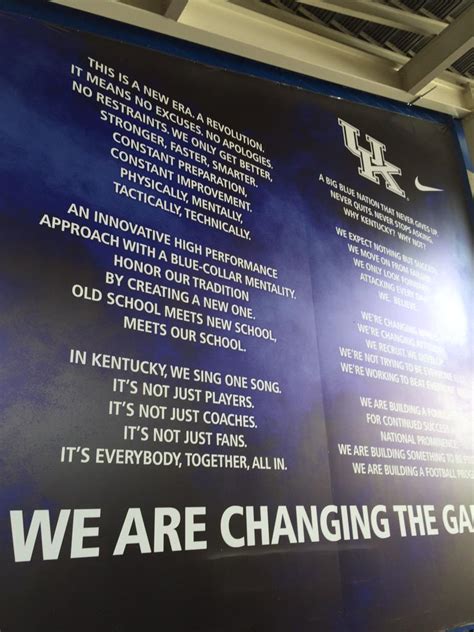 THIS IS A NEW ERA. A REVOLUTION.
IT MEANS NO EXCUSES. NO APOLOGIES.
NO RESTRAINTS. WE ONLY GET BETTER,
STRONGER, FASTER, SMARTER.
CONSTANT PREPARATION,
CONSTANT IMPROVEMENT.
PHYSICALLY, MENTALLY,
TACTICALLY, TECHNICALLY.
AN INNOVATIVE HIGH PERFORMANCE
APPROACH WITH A BLUE-COLLAR MENTALITY.
HONOR OUR TRADITION
BY CREATING A NEW ONE.
OLD SCHOOL MEETS NEW SCHOOL,
MEETS OUR SCHOOL.
IN KENTUCKY, WE SING ONE SONG.
IT'S NOT JUST PLAYERS.
IT'S NOT JUST COACHES.
IT'S NOT JUST FANS.
IT'S EVERYBODY, TOGETHER, ALL IN.
UK
A BIG BLUE NATION THAT NEVER GIVES UP.
NEVER QUITS. NEVER STOPS ASKING,
WHY KENTUCKY? WHY NOT?
WE EXPECT NOTHING BUT
WE MOVE ON FROM
WE ONLY LOOK
ATTACKING EVERY
WE. BELIEVE.
WE'RE CHANGING
WE'RE CHANGING
WE RECRUIT, WE
WE'RE NOT TRYING TO BE
WE'RE WORKING TO BEAT
WE ARE BUILDING A
FOR CONTINUED
NATIONAL PROMINENCE.
WE ARE BUILDING SOMETHING TO BE
WE ARE BUILDING A FOOTBALL
WE ARE CHANGING THE GA